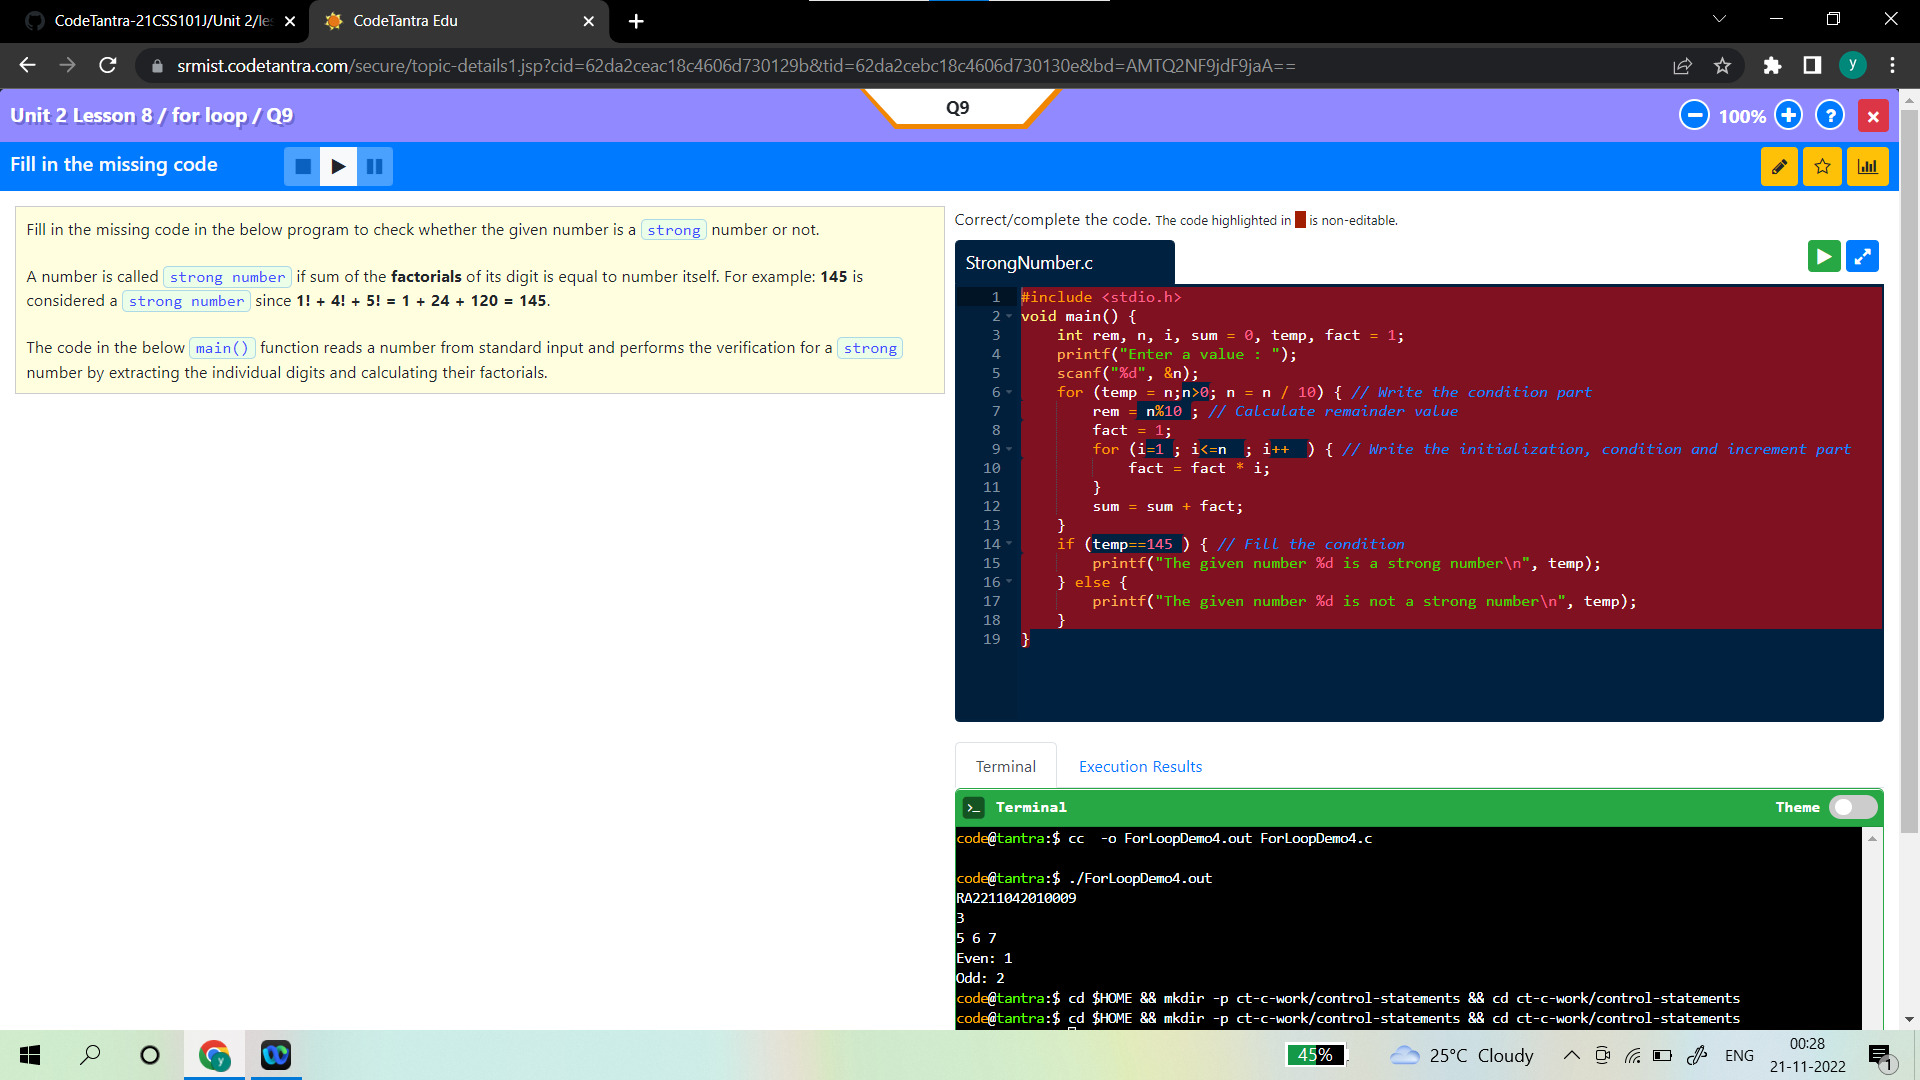 CodeTantra-21CSS101J/Unit 2/les
CodeTantra Edu
srmist.codetantra.com/secure/topic-details1.jsp?cid=62da2ceac18c4606d730129b&tid=62da2cebc18c4606d730130e&bd=AMTQ2NF9jdF9jaA==
y
Unit 2 Lesson 8 / for loop / Q9
Q9
100%
?
Fill in the missing code
Fill in the missing code in the below program to check whether the given number is a strong number or not.
A number is called strong number if sum of the factorials of its digit is equal to number itself. For example: 145 is
considered a strong number since 1! + 4! + 5! = 1 + 24 + 120 = 145.
The code in the below main() function reads a number from standard input and performs the verification for a strong
number by extracting the individual digits and calculating their factorials.
Correct/complete the code. The code highlighted in is non-editable.
StrongNumber.c
1 #include <stdio.h>
2 void main() {
3 int rem, n, i, sum = 0, temp, fact = 1;
4 printf("Enter a value : ");
5 scanf("%d", &n);
6 for (temp = n;n>0; n = n / 10) { // Write the condition part
7 rem = n%10 ; // Calculate remainder value
8 fact = 1;
9 for (i=1 ; i<=n ; i++ ) { // Write the initialization, condition and increment part
10 fact = fact * i;
11 }
12 sum = sum + fact;
13 }
14 if (temp==145 ) { // Fill the condition
15 printf("The given number %d is a strong number\n", temp);
16 } else {
17 printf("The given number %d is not a strong number\n", temp);
18 }
19 }
Terminal
Execution Results
Terminal
Theme
code@tantra:$ cc -o ForLoopDemo4.out ForLoopDemo4.c
code@tantra:$ ./ForLoopDemo4.out
RA2211042010009
3
5 6 7
Even: 1
Odd: 2
code@tantra:$ cd $HOME && mkdir -p ct-c-work/control-statements && cd ct-c-work/control-statements
code@tantra:$ cd $HOME && mkdir -p ct-c-work/control-statements && cd ct-c-work/control-statements
y
45%
25°C Cloudy
ENG
00:28
21-11-2022
1